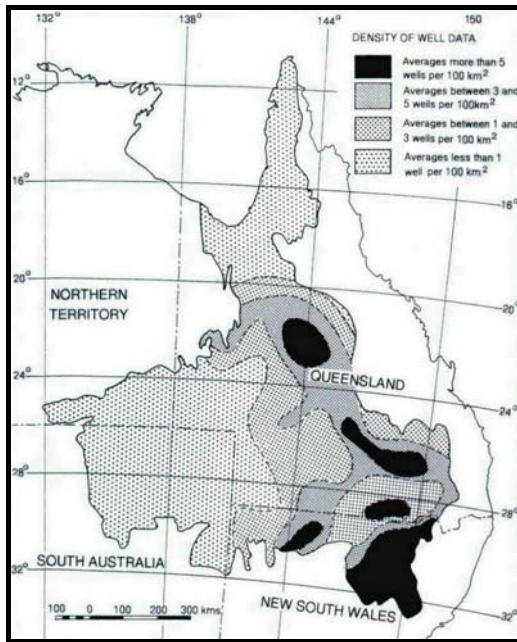 132°
138°
144°
150
DENSITY OF WELL DATA
Averages more than 5
wells per 100 km²
Averages between 3 and
5 wells per 100km²
Averages between 1 and
3 wells per 100 km²
Averages less than 1
well per 100 km²
12°
16°
16°
20°
20°
NORTHERN
TERRITORY
24°
QUEENSLAND
24°
28°
28°
SOUTH AUSTRALIA
32°
100 0 100 200 300 kms.
NEW SOUTH WALES
32°